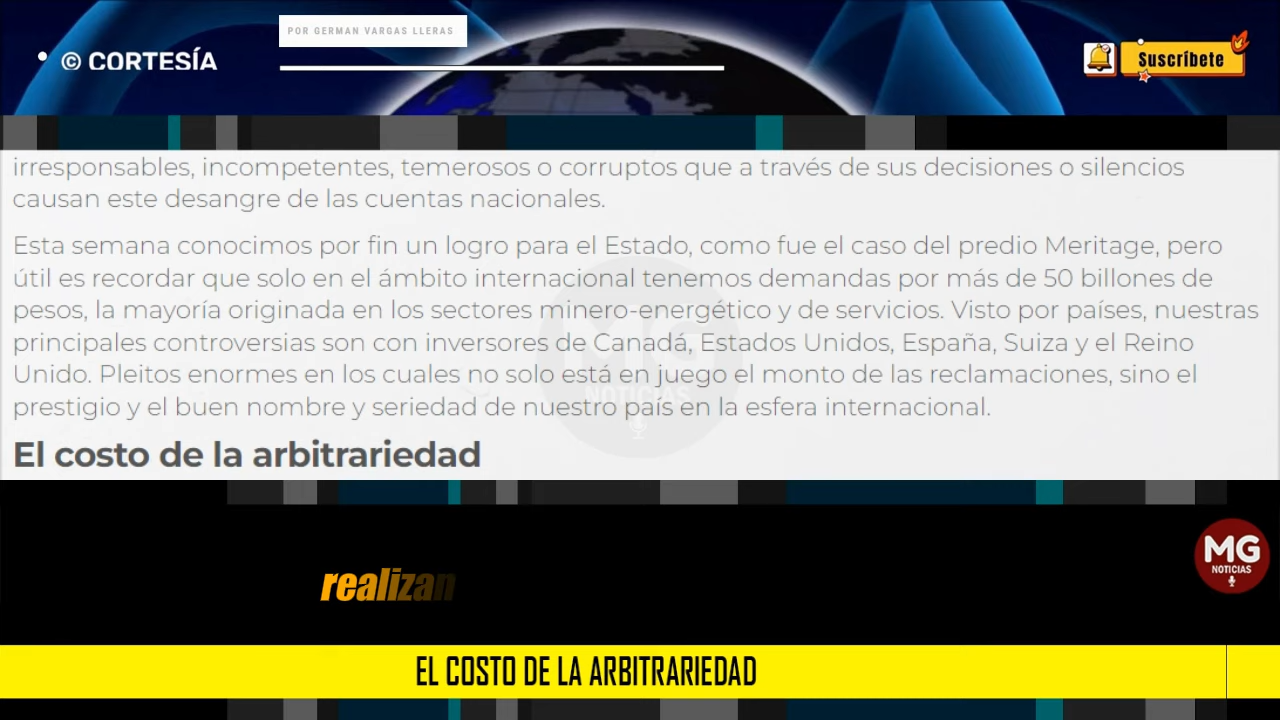 POR GERMAN VARGAS LLERAS
© CORTESÍA
Suscríbete
irresponsables, incompetentes, temerosos o corruptos que a través de sus decisiones o silencios
causan este desangre de las cuentas nacionales.
Esta semana conocimos por fin un logro para el Estado, como fue el caso del predio Meritage, pero
útil es recordar que solo en el ámbito internacional tenemos demandas por más de 50 billones de
pesos, la mayoría originada en los sectores minero-energético y de servicios. Visto por países, nuestras
principales controversias son con inversores de Canadá, Estados Unidos, España, Suiza y el Reino
Unido. Pleitos enormes en los cuales no solo está en juego el monto de las reclamaciones, sino el
prestigio y el buen nombre y seriedad de nuestro país en la esfera internacional.
MG
NOTICIAS
El costo de la arbitrariedad
realizan
MG
NOTICIAS
EL COSTO DE LA ARBITRARIEDAD